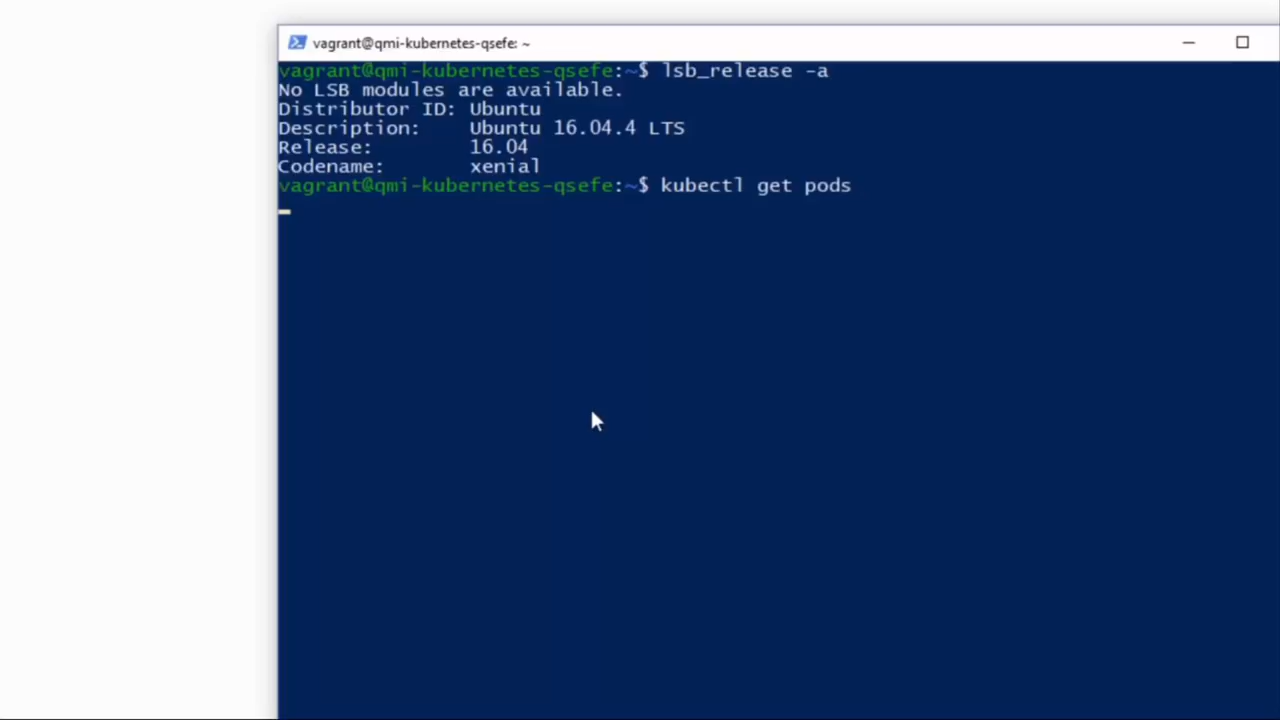 vagrant@qmi-kubernetes-qsefe: ~
vagrant@qmi-kubernetes-qsefe:~$ lsb_release -a
No LSB modules are available.
Distributor ID: Ubuntu
Description:    Ubuntu 16.04.4 LTS
Release:        16.04
Codename:       xenial
vagrant@qmi-kubernetes-qsefe:~$ kubectl get pods